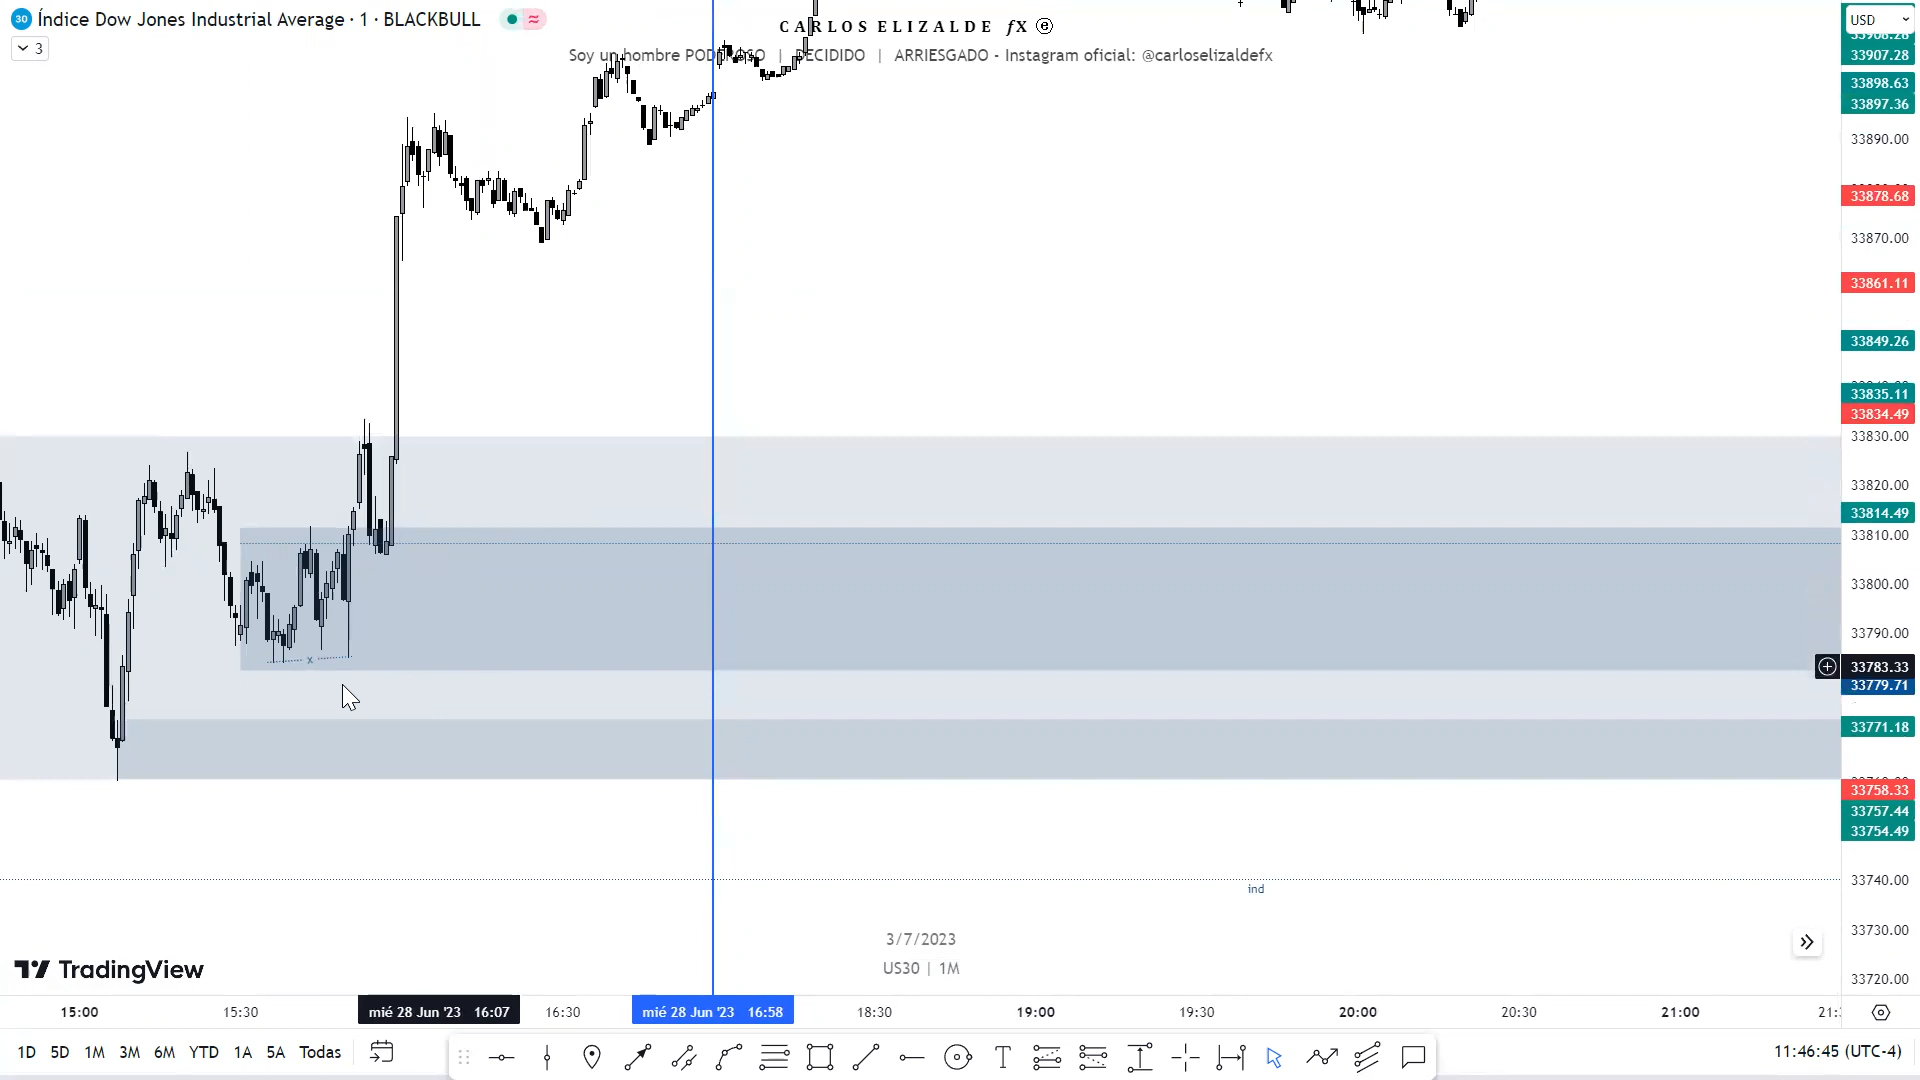 30 Índice Dow Jones Industrial Average · 1 · BLACKBULL
3
CARLOS ELIZALDE fX ⓔ
Soy un hombre PODEROSO | DECIDIDO | ARRIESGADO - Instagram oficial: @carloselizaldefx
USD
33907.28
33898.63
33897.36
33890.00
33878.68
33870.00
33861.11
33849.26
33835.11
33834.49
33830.00
33820.00
33814.49
33810.00
33800.00
33790.00
x
33783.33
33779.71
33771.18
33758.33
33757.44
33754.49
33740.00
ind
33730.00
3/7/2023
US30 | 1M
TradingView
33720.00
15:00 15:30 mié 28 Jun '23 16:07 16:30 mié 28 Jun '23 16:58 18:30 19:00 19:30 20:00 20:30 21:00
1D 5D 1M 3M 6M YTD 1A 5A Todas
T
11:46:45 (UTC-4)